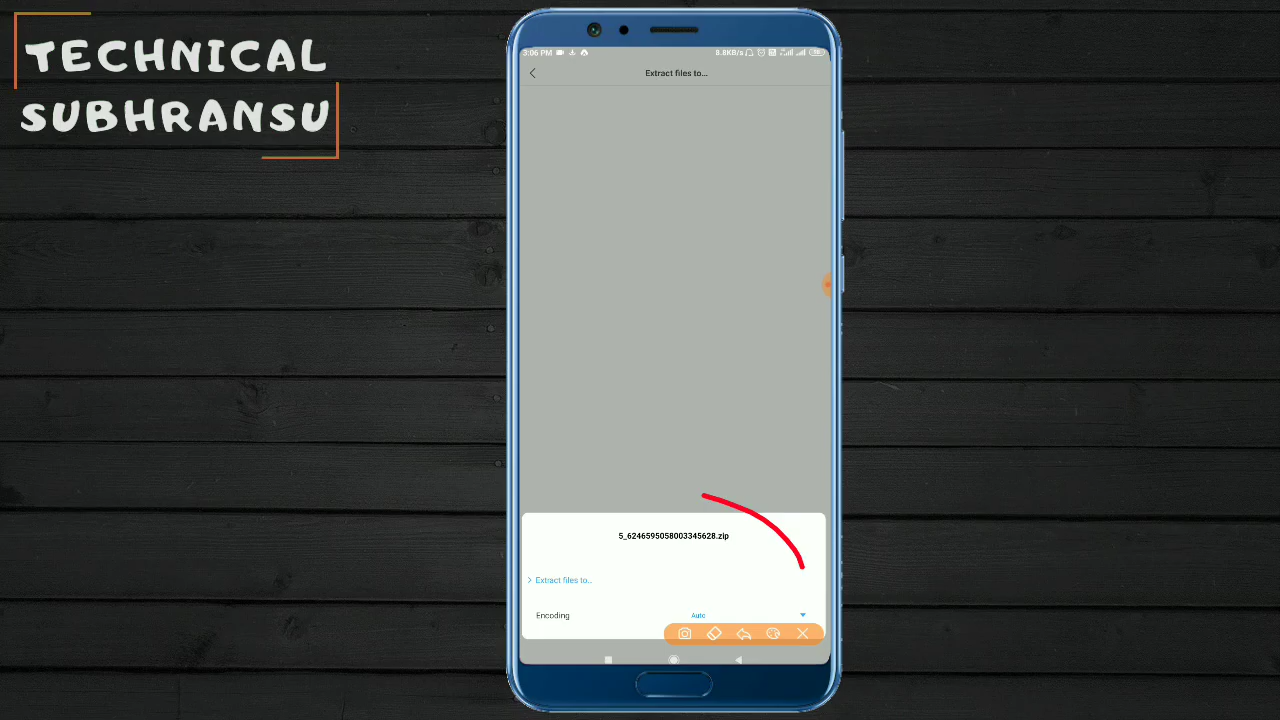 TECHNICAL
SUBHRANSU
3:06 PM
8.8KB/s
Extract files to...
5_6246595058003345628.zip
Extract files to...
Encoding
Auto